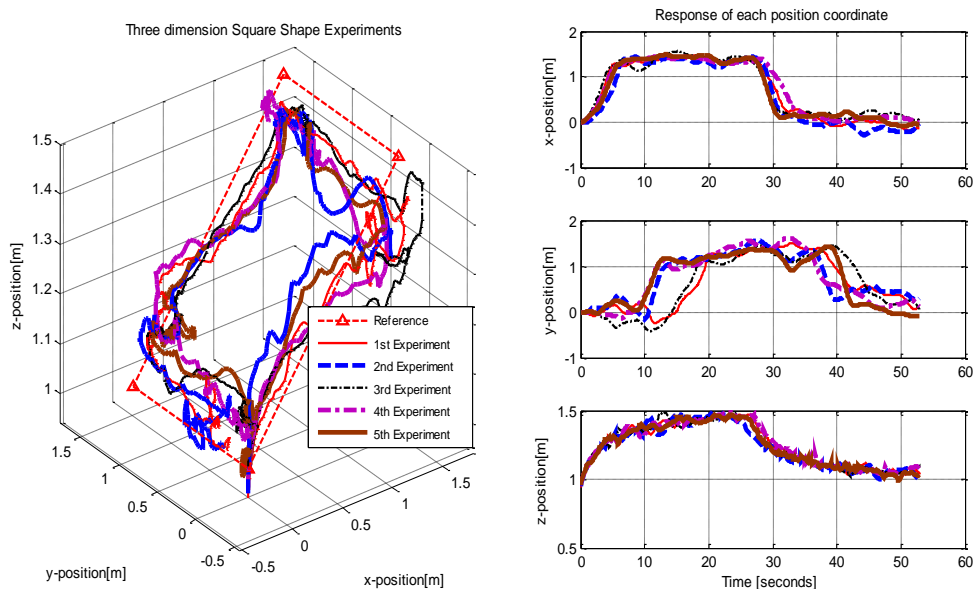 Three dimension Square Shape Experiments
z-position[m]
1.5
1.4
1.3
1.2
1.1
1
1.5
1
0.5
0
-0.5
y-position[m]
-0.5
0
0.5
1
1.5
x-position[m]
Reference
1st Experiment
2nd Experiment
3rd Experiment
4th Experiment
5th Experiment
Response of each position coordinate
x-position[m]
2
1
0
-1
0 10 20 30 40 50 60
y-position[m]
2
1
0
-1
0 10 20 30 40 50 60
z-position[m]
1.5
1
0.5
0 10 20 30 40 50 60
Time [seconds]